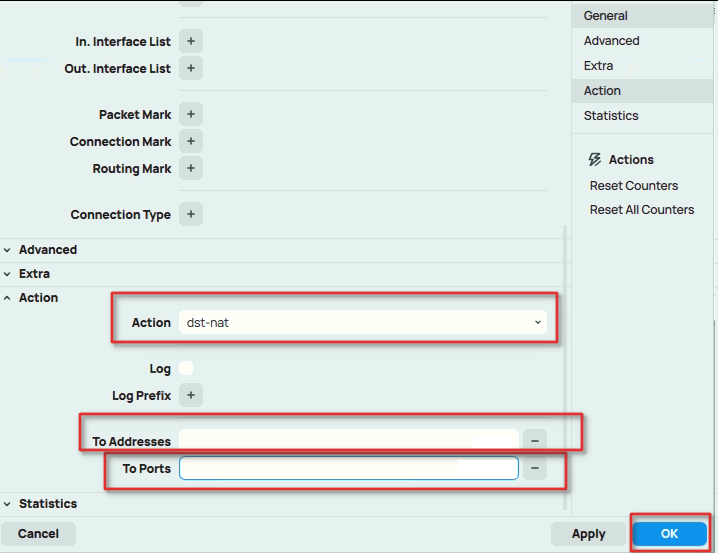 In. Interface List +
Out. Interface List +
Packet Mark +
Connection Mark +
Routing Mark +
Connection Type +
Advanced
Extra
Action
Action dst-nat
Log
Log Prefix +
To Addresses −
To Ports −
Statistics
Cancel Apply OK
General
Advanced
Extra
Action
Statistics
Actions
Reset Counters
Reset All Counters